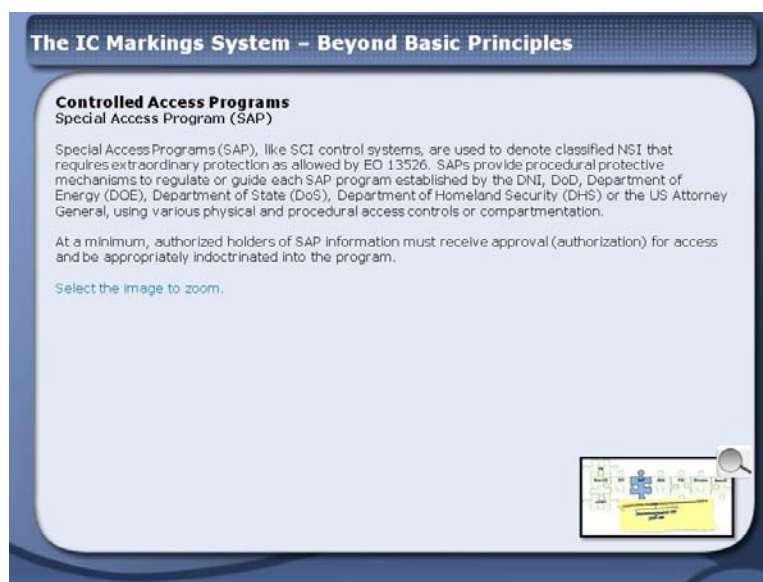 The IC Markings System – Beyond Basic Principles
Controlled Access Programs
Special Access Program (SAP)
Special Access Programs (SAP), like SCI control systems, are used to denote classified NSI that
requires extraordinary protection as allowed by EO 13526. SAPs provide procedural protective
mechanisms to regulate or guide each SAP program established by the DNI, DoD, Department of
Energy (DOE), Department of State (DoS), Department of Homeland Security (DHS) or the US Attorney
General, using various physical and procedural access controls or compartmentation.
At a minimum, authorized holders of SAP information must receive approval (authorization) for access
and be appropriately indoctrinated into the program.
Select the image to zoom.